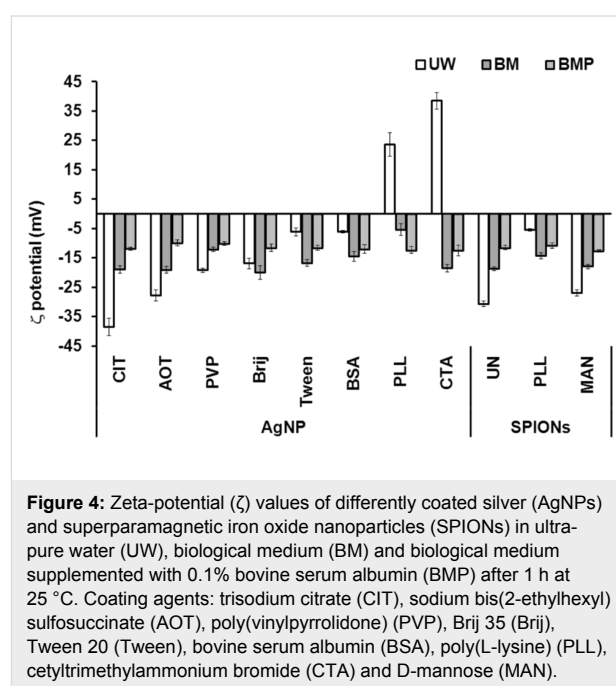 UW BM BMP
45
35
25
15
5
-5
-15
-25
-35
-45
ζ potential (mV)
CIT
AOT
PVP
Brij
Tween
BSA
PLL
CTA
UN
PLL
MAN
AgNP
SPIONs
Figure 4: Zeta-potential (ζ) values of differently coated silver (AgNPs)
and superparamagnetic iron oxide nanoparticles (SPIONs) in ultra-
pure water (UW), biological medium (BM) and biological medium
supplemented with 0.1% bovine serum albumin (BMP) after 1 h at
25 °C. Coating agents: trisodium citrate (CIT), sodium bis(2-ethylhexyl)
sulfosuccinate (AOT), poly(vinylpyrrolidone) (PVP), Brij 35 (Brij),
Tween 20 (Tween), bovine serum albumin (BSA), poly(L-lysine) (PLL),
cetyltrimethylammonium bromide (CTA) and D-mannose (MAN).